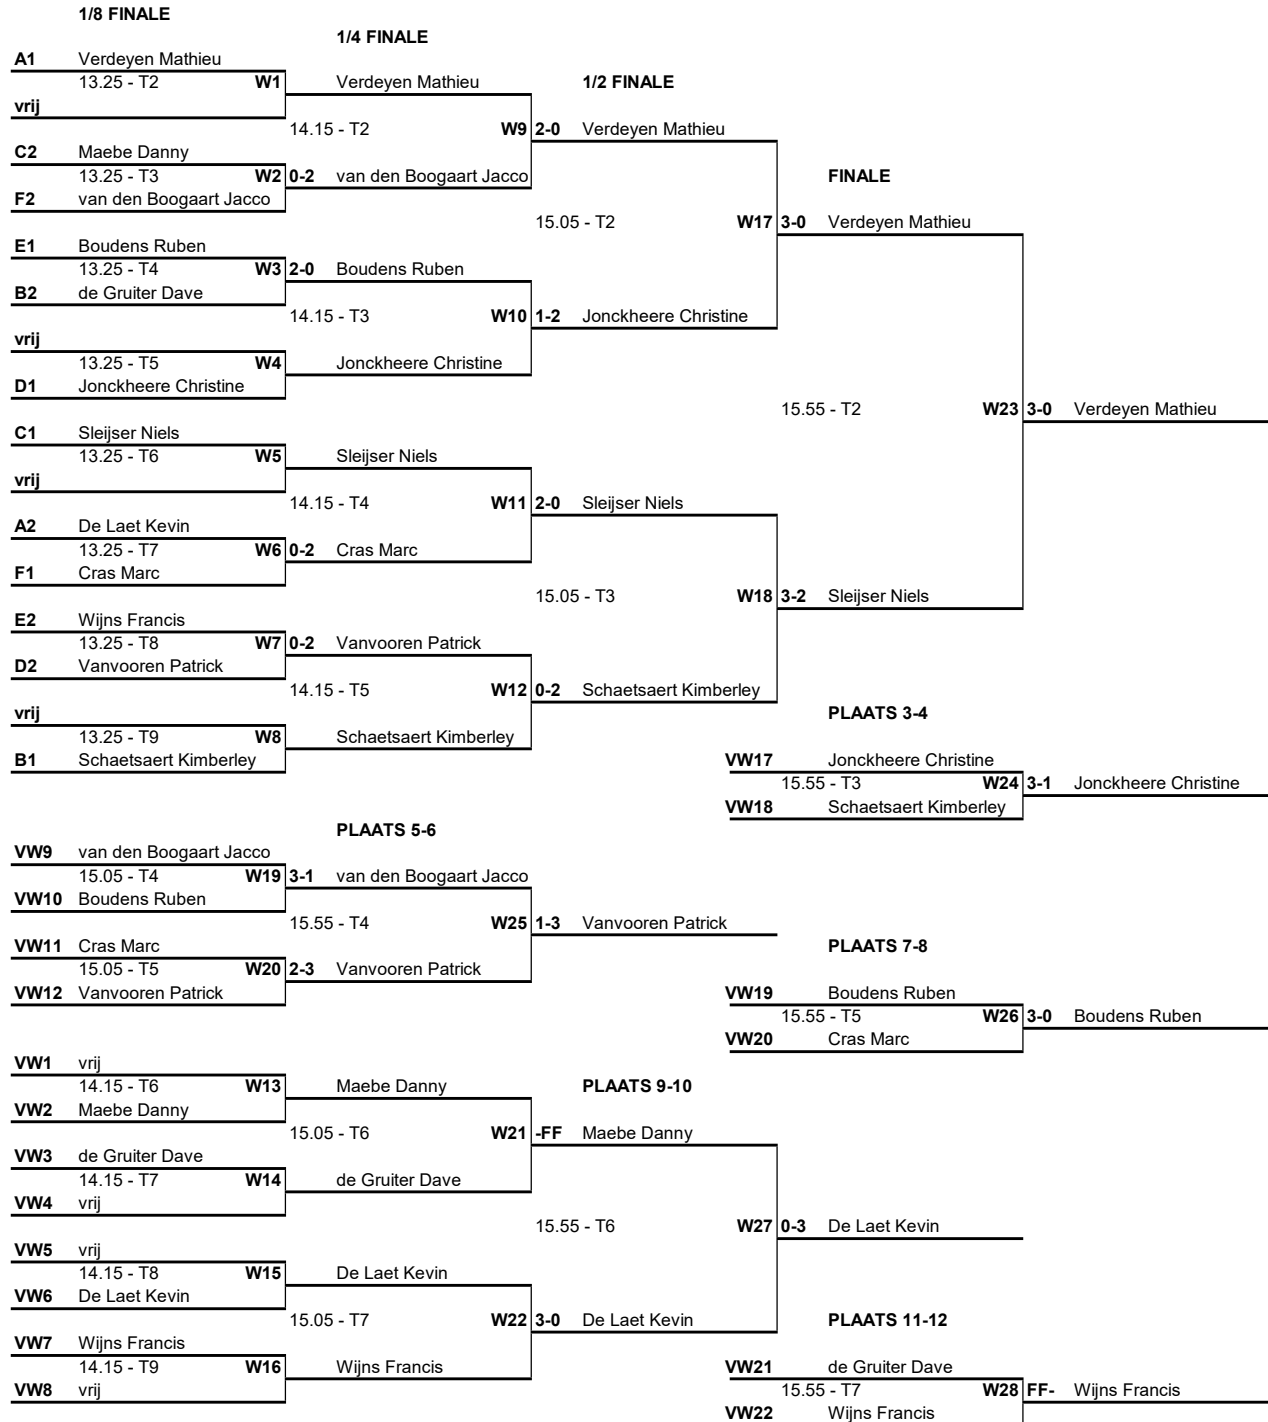 1/8 FINALE
1/4 FINALE
A1 Verdeyen Mathieu
13.25 - T2 W1 Verdeyen Mathieu 1/2 FINALE
vrij
14.15 - T2 W9 2-0 Verdeyen Mathieu
C2 Maebe Danny
13.25 - T3 W2 0-2 van den Boogaart Jacco FINALE
F2 van den Boogaart Jacco
15.05 - T2 W17 3-0 Verdeyen Mathieu
E1 Boudens Ruben
13.25 - T4 W3 2-0 Boudens Ruben
B2 de Gruiter Dave
14.15 - T3 W10 1-2 Jonckheere Christine
vrij
13.25 - T5 W4 Jonckheere Christine
D1 Jonckheere Christine
15.55 - T2 W23 3-0 Verdeyen Mathieu
C1 Sleijser Niels
13.25 - T6 W5 Sleijser Niels
vrij
14.15 - T4 W11 2-0 Sleijser Niels
A2 De Laet Kevin
13.25 - T7 W6 0-2 Cras Marc
F1 Cras Marc
15.05 - T3 W18 3-2 Sleijser Niels
E2 Wijns Francis
13.25 - T8 W7 0-2 Vanvooren Patrick
D2 Vanvooren Patrick
14.15 - T5 W12 0-2 Schaetsaert Kimberley
vrij PLAATS 3-4
13.25 - T9 W8 Schaetsaert Kimberley
B1 Schaetsaert Kimberley VW17 Jonckheere Christine
15.55 - T3 W24 3-1 Jonckheere Christine
VW18 Schaetsaert Kimberley
PLAATS 5-6
VW9 van den Boogaart Jacco
15.05 - T4 W19 3-1 van den Boogaart Jacco
VW10 Boudens Ruben
15.55 - T4 W25 1-3 Vanvooren Patrick
VW11 Cras Marc PLAATS 7-8
15.05 - T5 W20 2-3 Vanvooren Patrick
VW12 Vanvooren Patrick VW19 Boudens Ruben
15.55 - T5 W26 3-0 Boudens Ruben
VW20 Cras Marc
VW1 vrij
14.15 - T6 W13 Maebe Danny PLAATS 9-10
VW2 Maebe Danny
15.05 - T6 W21 -FF Maebe Danny
VW3 de Gruiter Dave
14.15 - T7 W14 de Gruiter Dave
VW4 vrij
15.55 - T6 W27 0-3 De Laet Kevin
VW5 vrij
14.15 - T8 W15 De Laet Kevin
VW6 De Laet Kevin
15.05 - T7 W22 3-0 De Laet Kevin PLAATS 11-12
VW7 Wijns Francis
14.15 - T9 W16 Wijns Francis VW21 de Gruiter Dave
VW8 vrij 15.55 - T7 W28 FF- Wijns Francis
VW22 Wijns Francis